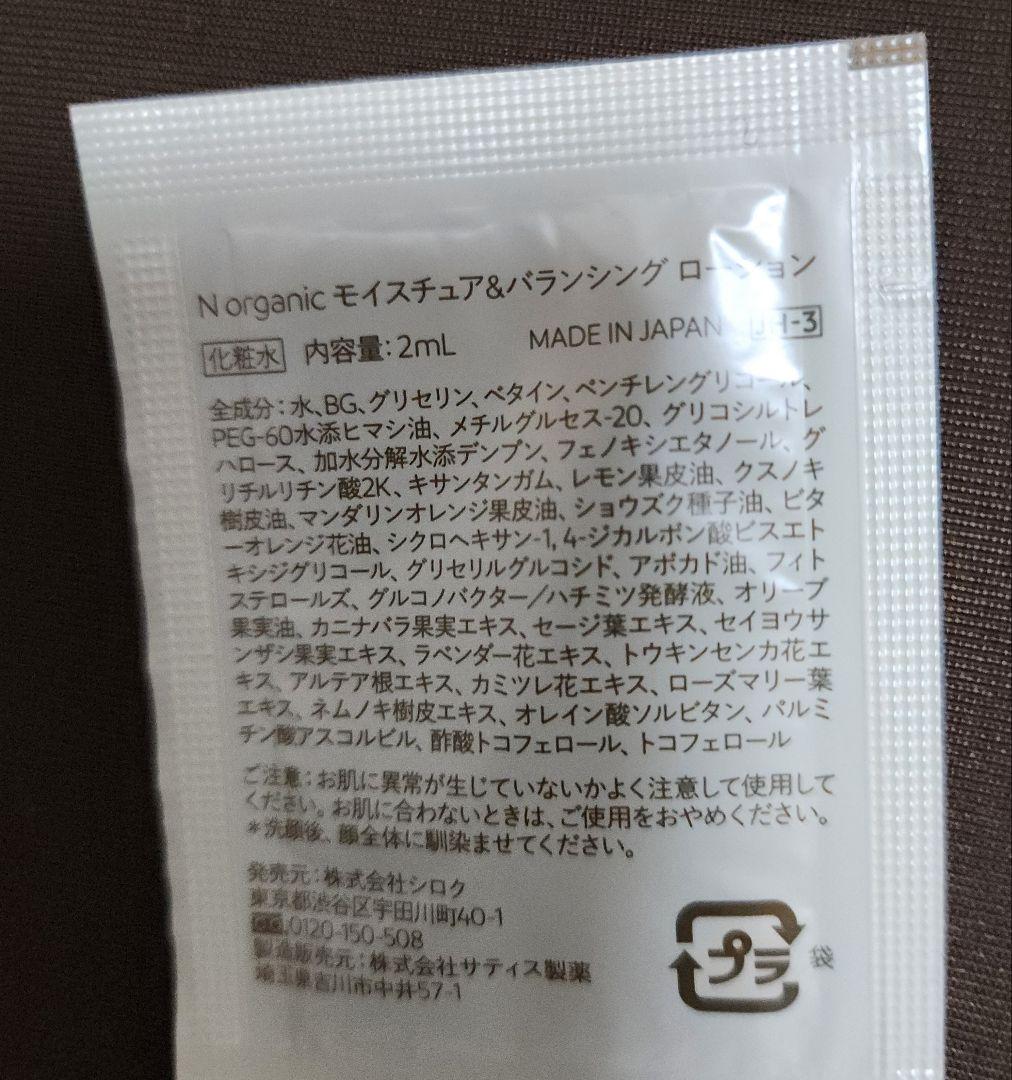 N organic モイスチュア&バランシング ローション
化粧水 内容量:2mL MADE IN JAPAN JH-3
全成分:水、BG、グリセリン、ベタイン、ペンチレングリコール、
PEG-60水添ヒマシ油、メチルグルセス-20、グリコシルトレ
ハロース、加水分解水添デンプン、フェノキシエタノール、グ
リチルリチン酸2K、キサンタンガム、レモン果皮油、クスノキ
樹皮油、マンダリンオレンジ果皮油、ショウズク種子油、ビタ
ーオレンジ花油、シクロヘキサン-1, 4-ジカルボン酸ビスエト
キシジグリコール、グリセリルグルコシド、アボカド油、フィト
ステロールズ、グルコノバクター/ハチミツ発酵液、オリーブ
果実油、カニナバラ果実エキス、セージ葉エキス、セイヨウサ
ンザシ果実エキス、ラベンダー花エキス、トウキンセンカ花エ
キス、アルテア根エキス、カミツレ花エキス、ローズマリー葉
エキス、ネムノキ樹皮エキス、オレイン酸ソルビタン、パルミ
チン酸アスコルビル、酢酸トコフェロール、トコフェロール
ご注意:お肌に異常が生じていないかよく注意して使用して
ください。お肌に合わないときは、ご使用をおやめください。
*洗顔後、顔全体に馴染ませてください。
発売元:株式会社シロク
東京都渋谷区宇田川町40-1
0120-150-508
製造販売元:株式会社サティス製薬
埼玉県吉川市中井57-1
プラ 袋